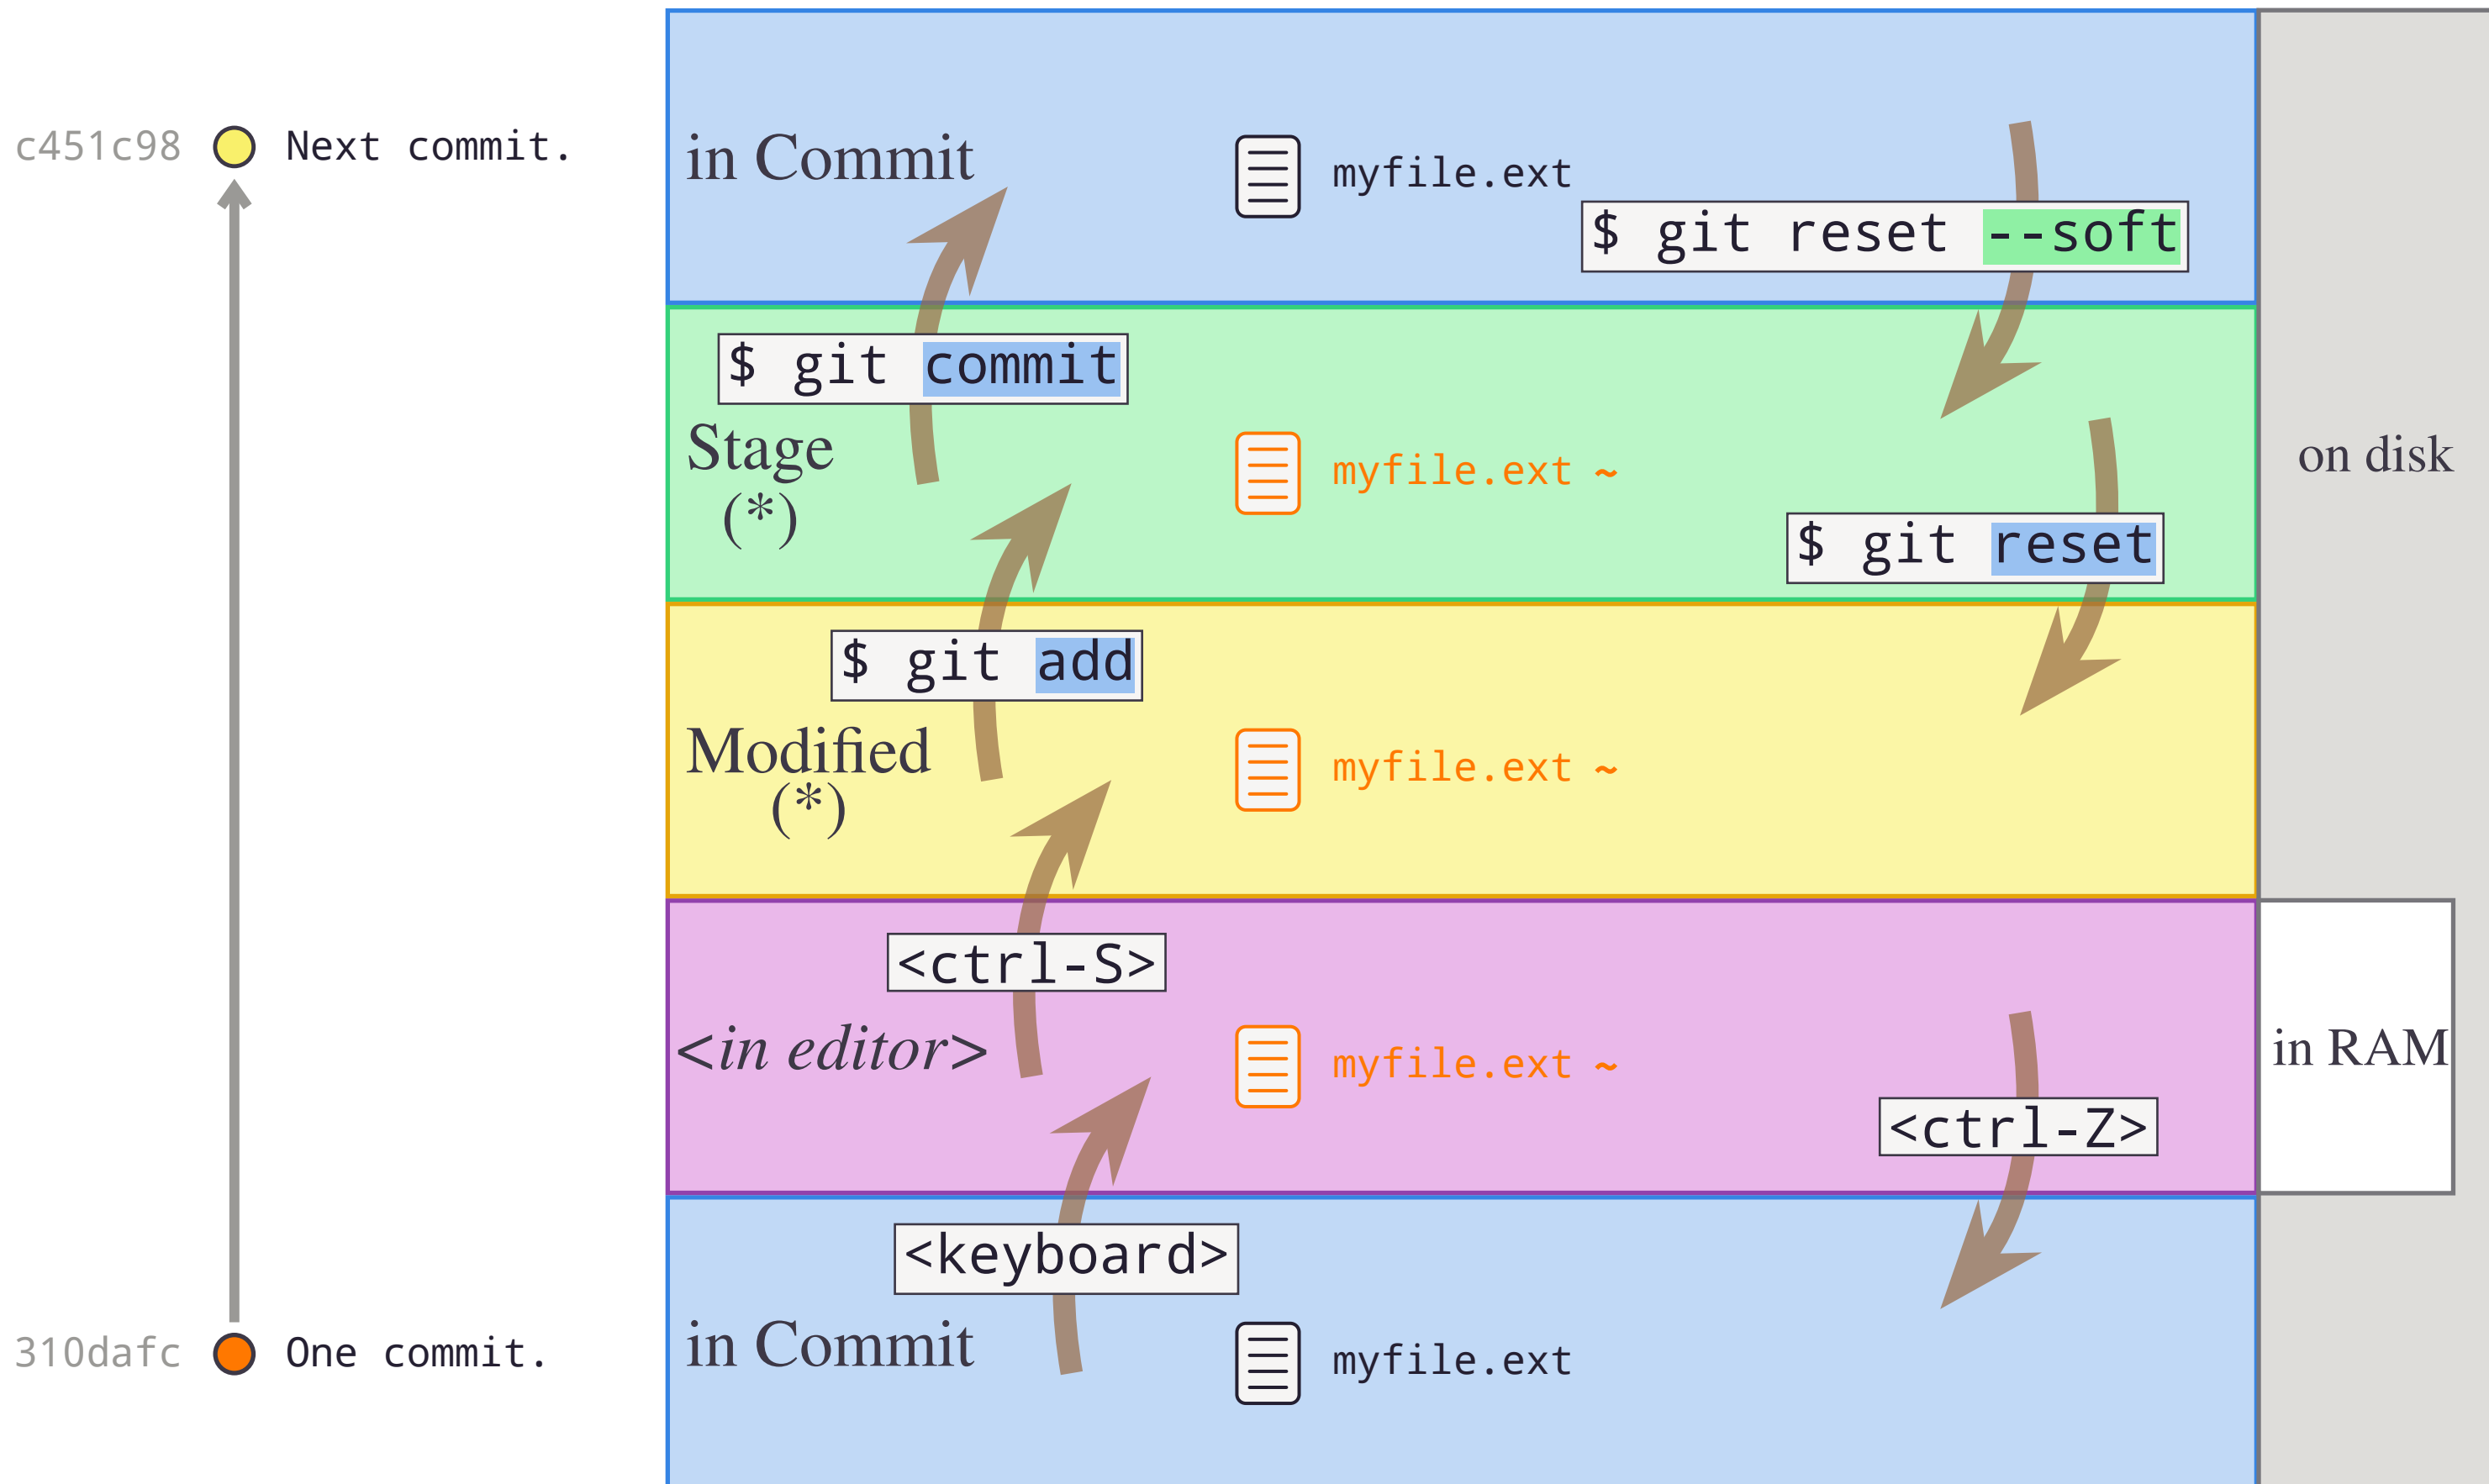 c451c98 Next commit.
in Commit
myfile.ext
$ git reset --soft
$ git commit
Stage
(*)
myfile.ext ~
on disk
$ git reset
$ git add
Modified
(*)
myfile.ext ~
<ctrl-S>
<in editor>
myfile.ext ~
in RAM
<ctrl-Z>
<keyboard>
310dafc One commit.
in Commit
myfile.ext